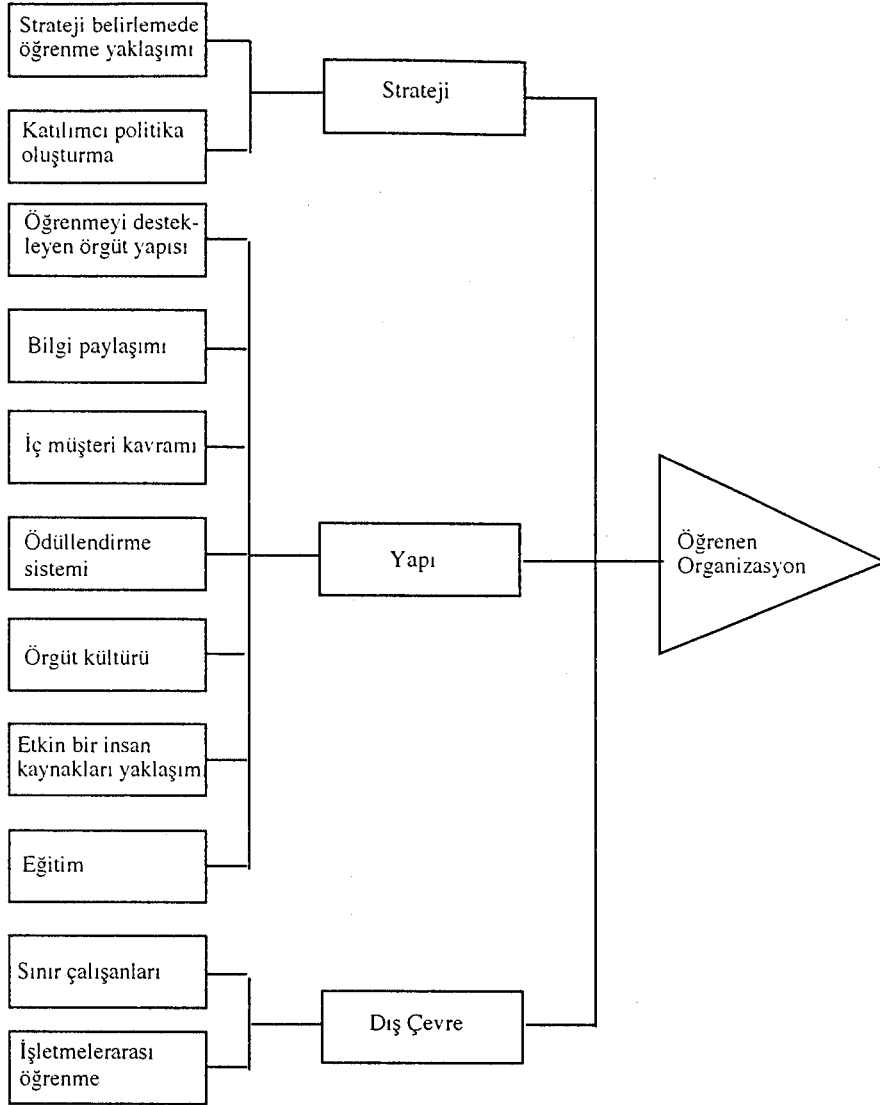 Strateji belirlemede
öğrenme yaklaşımı
Katılımcı politika
oluşturma
Strateji
Öğrenmeyi destek-
leyen örgüt yapısı
Bilgi paylaşımı
İç müşteri kavramı
Ödüllendirme
sistemi
Örgüt kültürü
Etkin bir insan
kaynakları yaklaşım
Eğitim
Yapı
Sınır çalışanları
İşletmelerarası
öğrenme
Dış Çevre
Öğrenen
Organizasyon